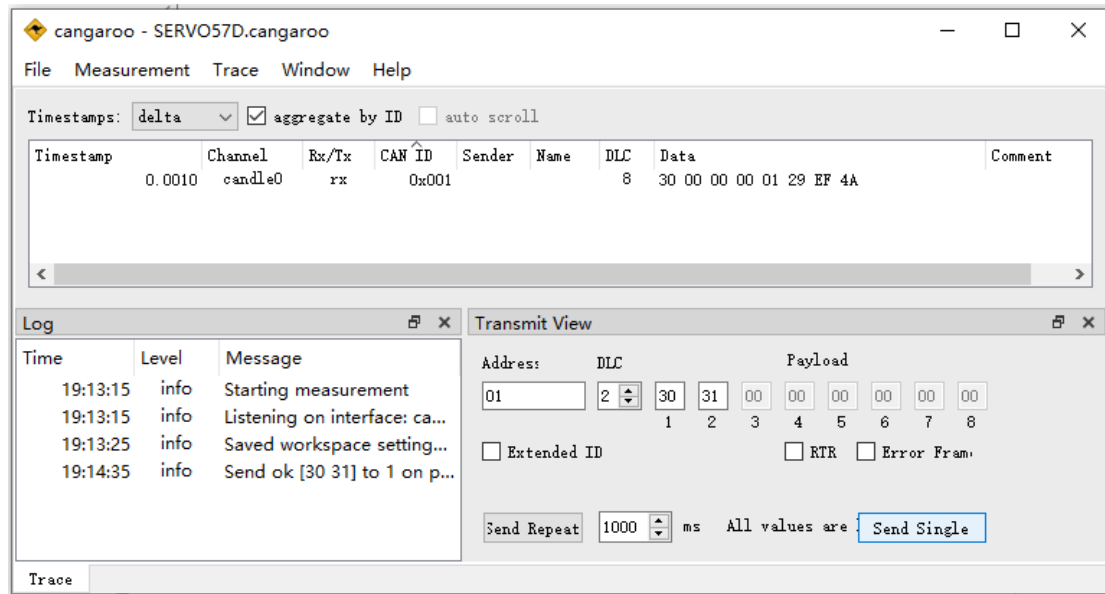 cangaroo - SERVO57D.cangaroo
File Measurement Trace Window Help
Timestamps: delta aggregate by ID auto scroll
Timestamp Channel Rx/Tx CAN ID Sender Name DLC Data Comment
0.0010 candle0 rx 0x001 8 30 00 00 00 01 29 EF 4A
Log
Time Level Message
19:13:15 info Starting measurement
19:13:15 info Listening on interface: ca...
19:13:25 info Saved workspace setting...
19:14:35 info Send ok [30 31] to 1 on p...
Transmit View
Address DLC Payload
01 2 30 31 00 00 00 00 00 00
1 2 3 4 5 6 7 8
Extended ID RTR Error Fram
Send Repeat 1000 ms All values are Send Single
Trace